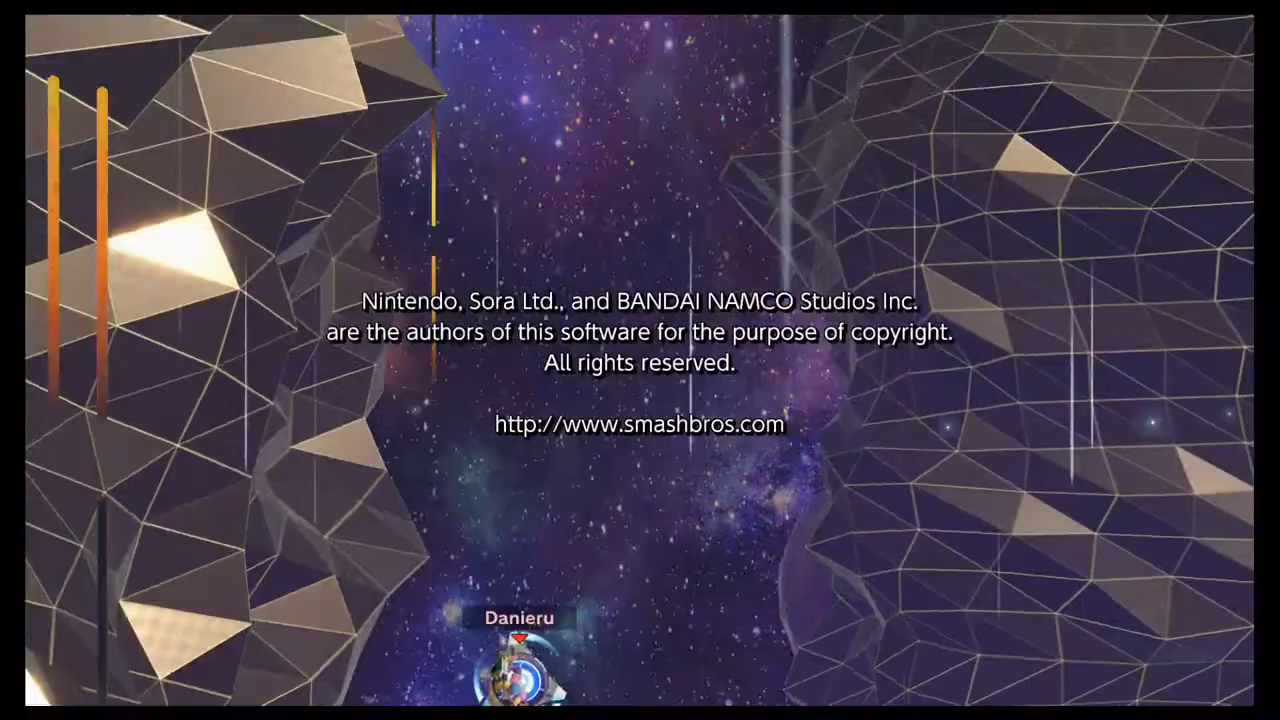 Nintendo, Sora Ltd., and BANDAI NAMCO Studios Inc.
are the authors of this software for the purpose of copyright.
All rights reserved.
http://www.smashbros.com
Danieru